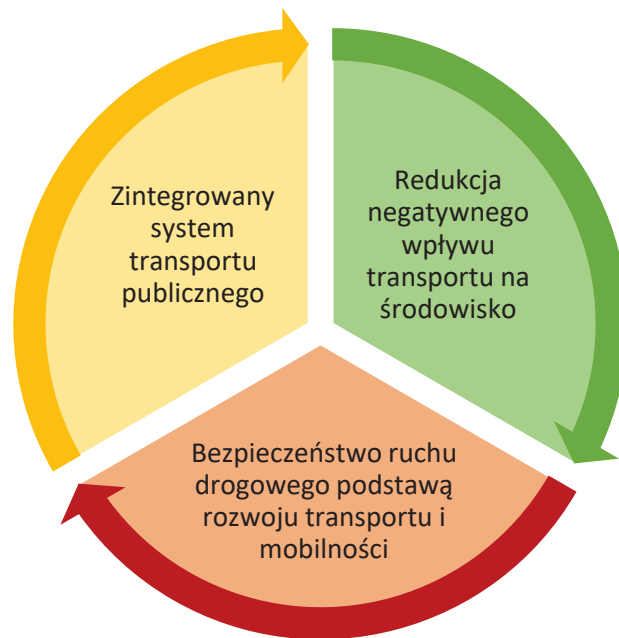 Zintegrowany
system
transportu
publicznego
Redukcja
negatywnego
wpływu
transportu na
środowisko
Bezpieczeństwo ruchu
drogowego podstawą
rozwoju transportu i
mobilności